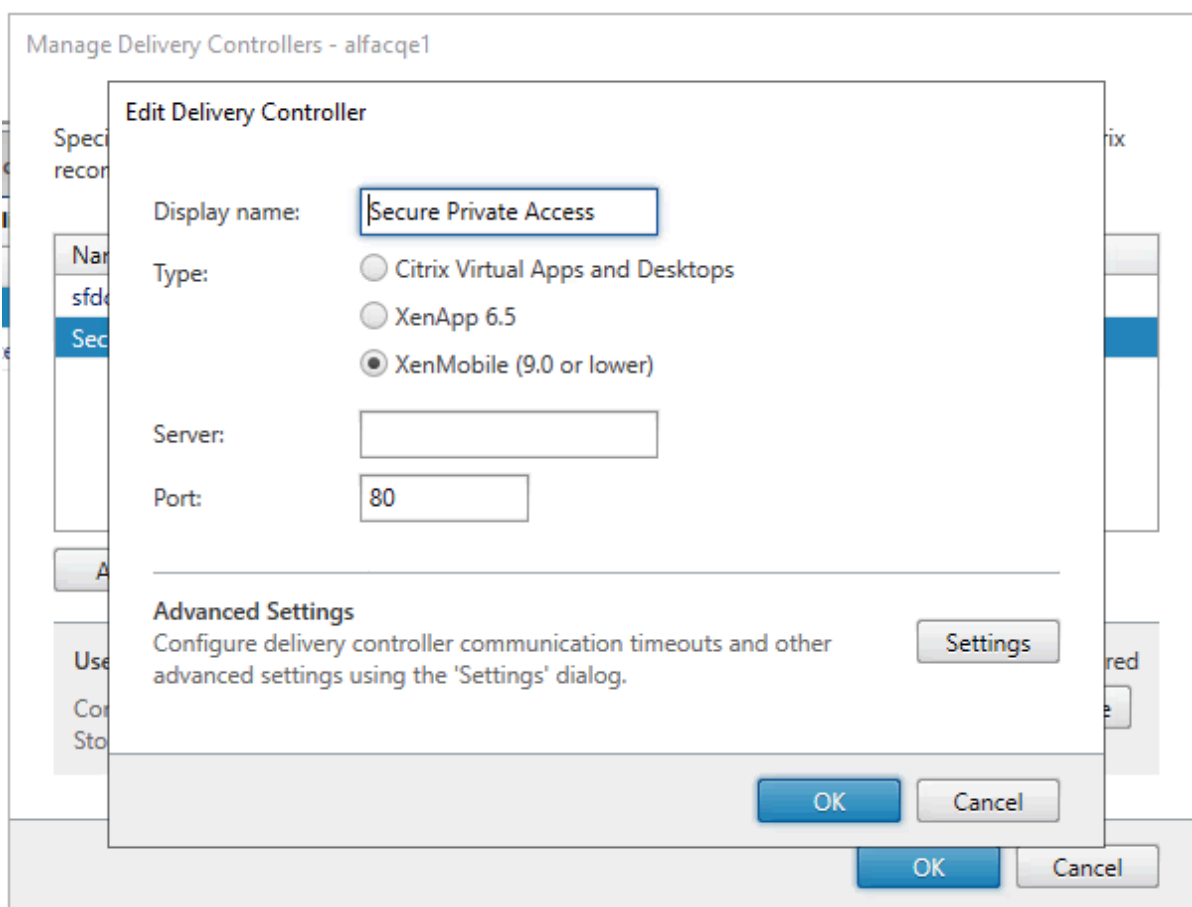 Manage Delivery Controllers - alfacqe1
Edit Delivery Controller
Display name: Secure Private Access
Type: Citrix Virtual Apps and Desktops
XenApp 6.5
XenMobile (9.0 or lower)
Server:
Port: 80
Advanced Settings
Configure delivery controller communication timeouts and other
advanced settings using the 'Settings' dialog.
Settings
OK Cancel
OK Cancel